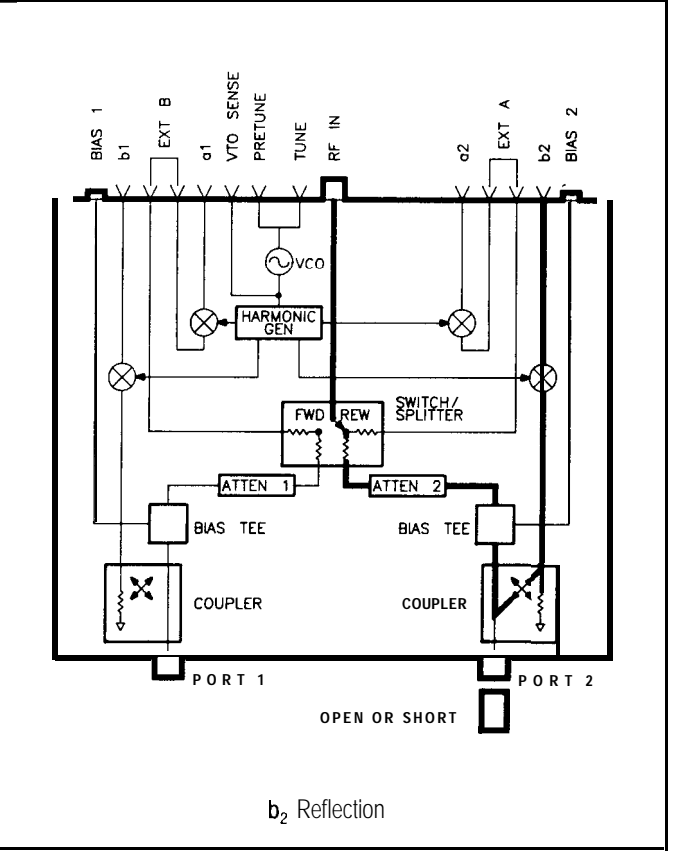 BIAS 1
b1
EXT B
a1
VTO SENSE
PRETUNE
TUNE
RF IN
a2
EXT A
b2
BIAS 2
VCO
HARMONIC
GEN
SWITCH/
SPLITTER
FWD REW
ATTEN 1
ATTEN 2
BIAS TEE
BIAS TEE
COUPLER
COUPLER
PORT 1
PORT 2
OPEN OR SHORT
b₂ Reflection